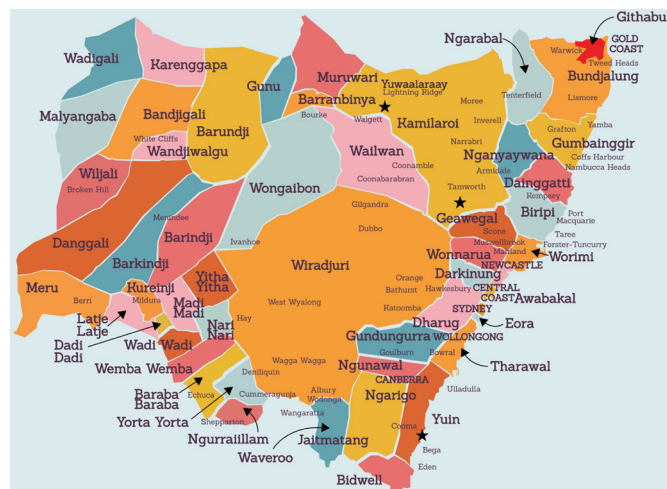 Githabu
GOLD
COAST
Ngarabal
Warwick
Tweed Heads
Bundjalung
Lismore
Tenterfield
Wadigali
Karenggapa
Gunu
Muruwari
Yuwaalaraay
Lightning Ridge
Barranbinya
Bourke
Walgett
Moree
Inverell
Kamilaroi
Malyangaba
Bandjigali
Barundji
White Cliffs
Wandjiwalgu
Yamba
Grafton
Gumbainggir
Coffs Harbour
Nambucca Heads
Narrabri
Nganyaywana
Armidale
Wailwan
Coonamble
Coonabarabran
Tamworth
Dainggatti
Kempsey
Wiljali
Broken Hill
Wongaibon
Biripi
Port
Macquarie
Gilgandra
Geawegal
Scone
Taree
Forster-Tuncurry
Menindee
Danggali
Barindji
Ivanhoe
Dubbo
Muswellbrook
Maitland
Wonnarua
Worimi
Barkindji
Wiradjuri
NEWCASTLE
Darkinung
Yitha
Yitha
Orange
Bathurst
Hawkesbury
CENTRAL
COAST
Awabakal
Meru
Berri
Kureinji
Mildura
Madi
Madi
West Wyalong
Katoomba
SYDNEY
Eora
Dharug
Latje
Latje
Hay
Nari
Nari
Gundungurra
WOLLONGONG
Dadi
Dadi
Wadi Wadi
Goulburn
Bowral
Tharawal
Wemba Wemba
Wagga Wagga
Ngunawal
CANBERRA
Deniliquin
Ulladulla
Baraba
Baraba
Echuca
Cummeragunja
Albury
Wodonga
Ngarigo
Yorta Yorta
Shepparton
Wangaratta
Yuin
Cooma
Ngurraiillam
Jaitmatang
Waveroo
Bega
Eden
Bidwell